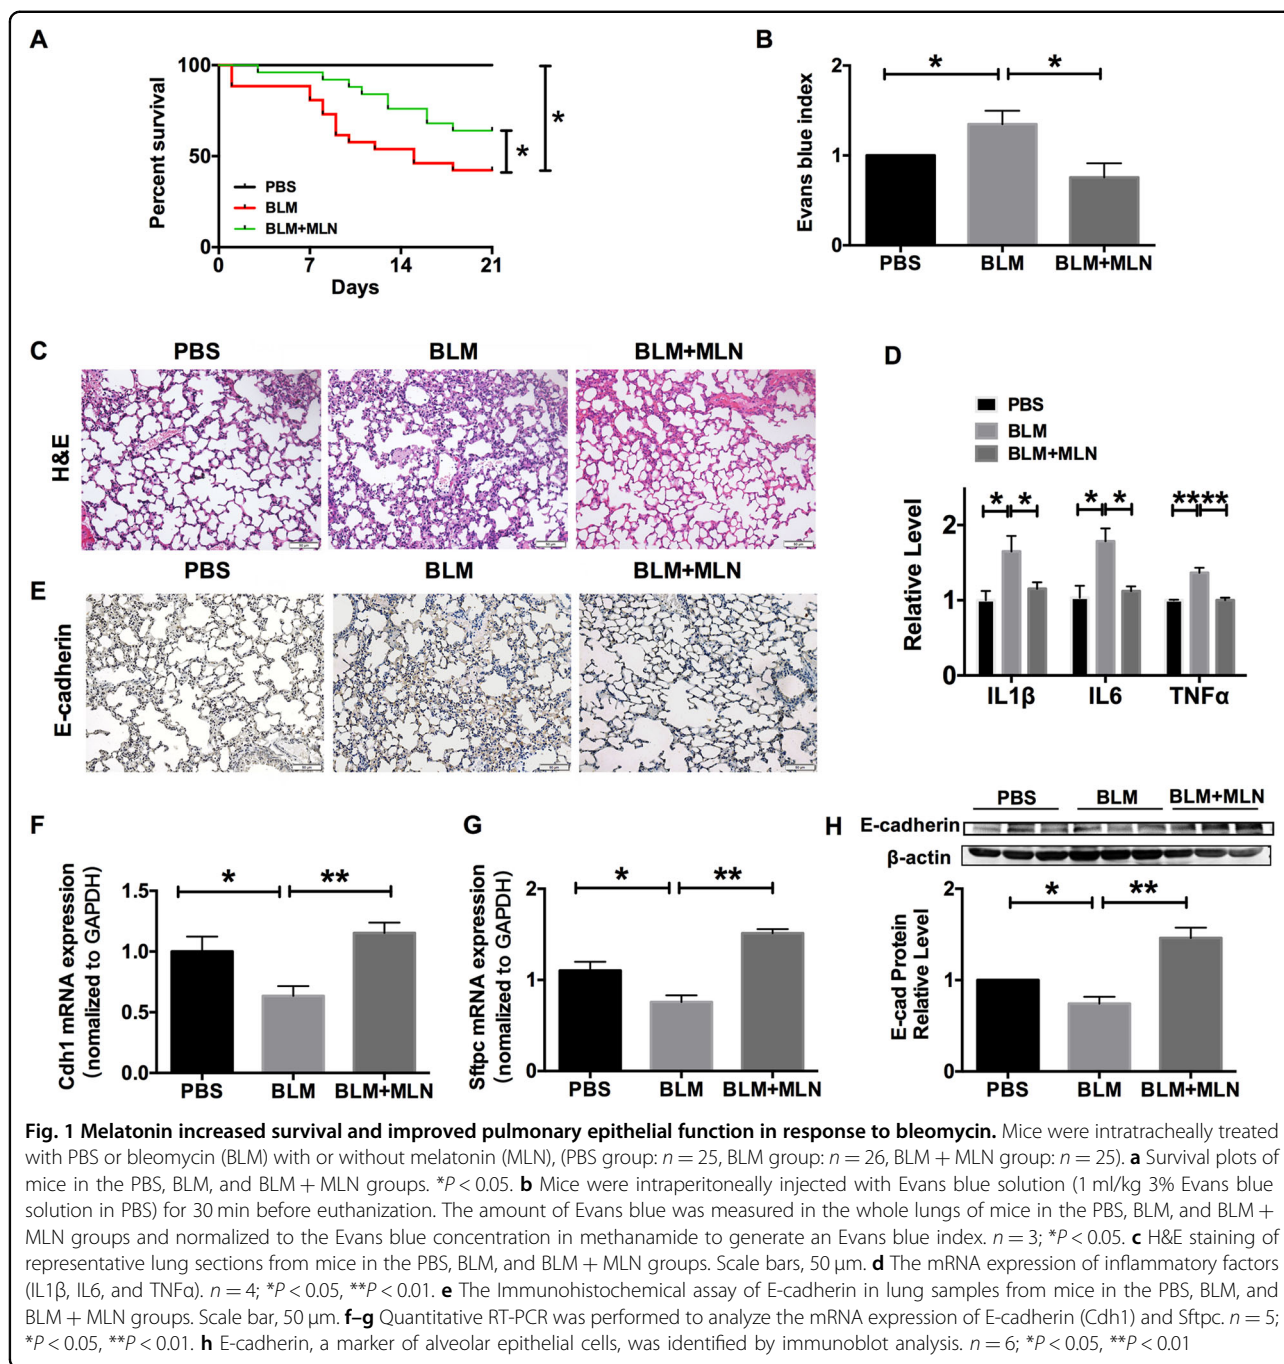 A
100
50
0
Percent survival
PBS
BLM
BLM+MLN
*
*
0 7 14 21
Days
B
Evans blue index
2
1
0
* *
PBS BLM BLM+MLN
C
PBS BLM BLM+MLN
H&E
D
PBS
BLM
BLM+MLN
Relative Level
2
1
0
* * * * ** **
IL1β IL6 TNFα
E
PBS BLM BLM+MLN
E-cadherin
F
Cdh1 mRNA expression
(nomalized to GAPDH)
1.5
1.0
0.5
0.0
* **
PBS BLM BLM+MLN
G
Sftpc mRNA expression
(nomalized to GAPDH)
2
1
0
* **
PBS BLM BLM+MLN
H
PBS BLM BLM+MLN
E-cadherin
β-actin
E-cad Protein
Relative Level
2
1
0
* **
PBS BLM BLM+MLN
Fig. 1 Melatonin increased survival and improved pulmonary epithelial function in response to bleomycin. Mice were intratracheally treated
with PBS or bleomycin (BLM) with or without melatonin (MLN), (PBS group: n = 25, BLM group: n = 26, BLM + MLN group: n = 25). a Survival plots of
mice in the PBS, BLM, and BLM + MLN groups. *P < 0.05. b Mice were intraperitoneally injected with Evans blue solution (1 ml/kg 3% Evans blue
solution in PBS) for 30 min before euthanization. The amount of Evans blue was measured in the whole lungs of mice in the PBS, BLM, and BLM +
MLN groups and normalized to the Evans blue concentration in methanamide to generate an Evans blue index. n = 3; *P < 0.05. c H&E staining of
representative lung sections from mice in the PBS, BLM, and BLM + MLN groups. Scale bars, 50 μm. d The mRNA expression of inflammatory factors
(IL1β, IL6, and TNFα). n = 4; *P < 0.05, **P < 0.01. e The Immunohistochemical assay of E-cadherin in lung samples from mice in the PBS, BLM, and
BLM + MLN groups. Scale bar, 50 μm. f–g Quantitative RT-PCR was performed to analyze the mRNA expression of E-cadherin (Cdh1) and Sftpc. n = 5;
*P < 0.05, **P < 0.01. h E-cadherin, a marker of alveolar epithelial cells, was identified by immunoblot analysis. n = 6; *P < 0.05, **P < 0.01